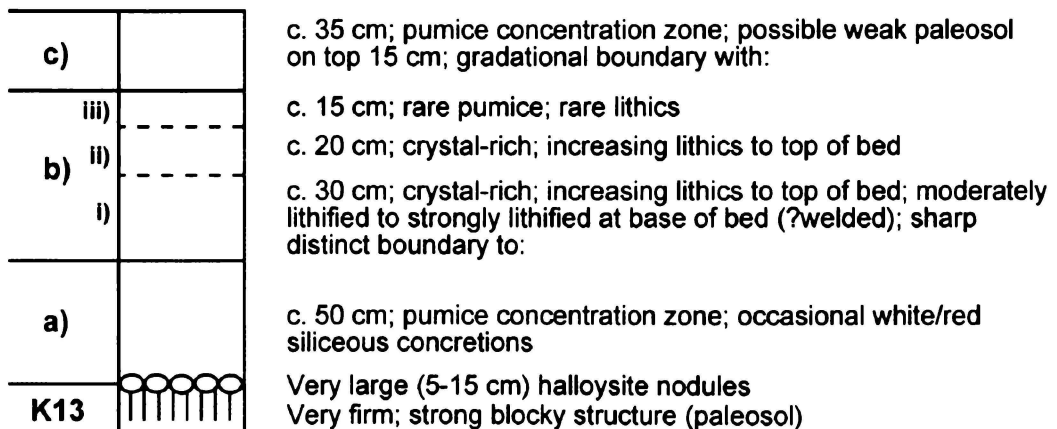 c)
c. 35 cm; pumice concentration zone; possible weak paleosol
on top 15 cm; gradational boundary with:
b)
iii)
c. 15 cm; rare pumice; rare lithics
ii)
c. 20 cm; crystal-rich; increasing lithics to top of bed
i)
c. 30 cm; crystal-rich; increasing lithics to top of bed; moderately
lithified to strongly lithified at base of bed (?welded); sharp
distinct boundary to:
a)
c. 50 cm; pumice concentration zone; occasional white/red
siliceous concretions
Very large (5-15 cm) halloysite nodules
K13
Very firm; strong blocky structure (paleosol)